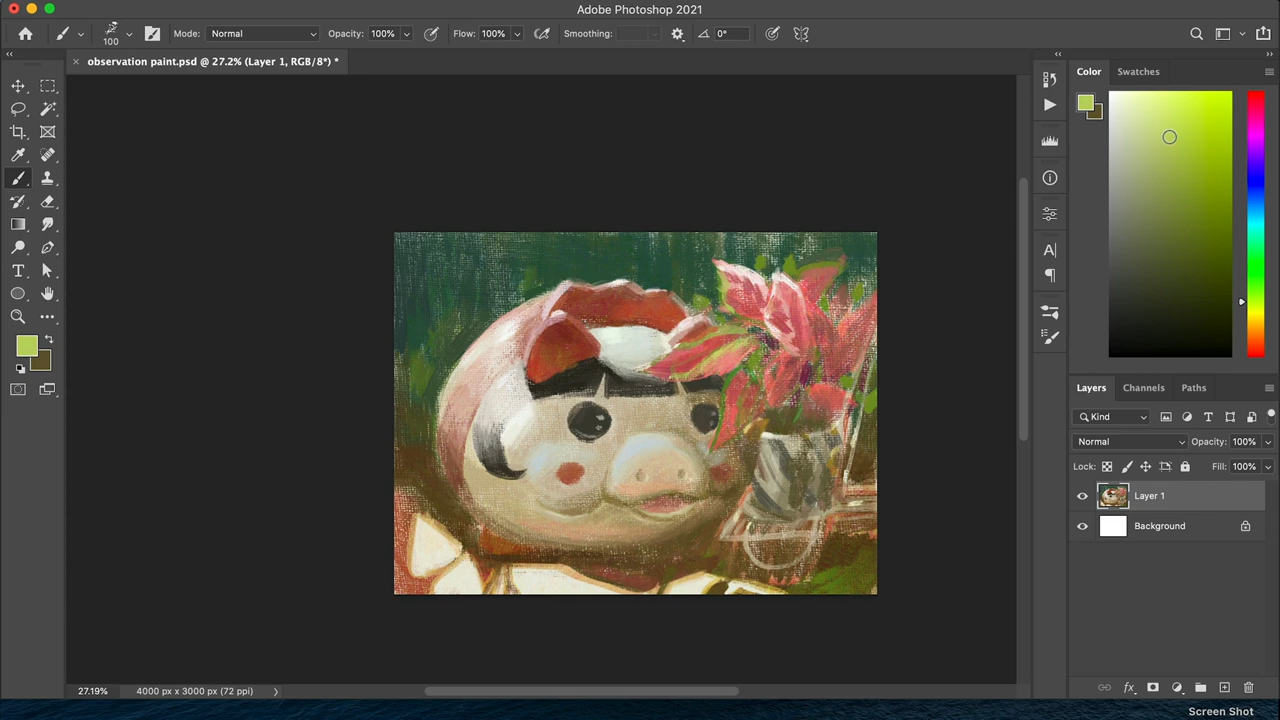 Adobe Photoshop 2021
100
Mode: Normal Opacity: 100% Flow: 100% Smoothing: 0°
observation paint.psd @ 27.2% (Layer 1, RGB/8*) *
Color Swatches
Layers Channels Paths
Kind
Normal Opacity: 100%
Lock: Fill: 100%
Layer 1
Background
27.19% 4000 px x 3000 px (72 ppi)
Screen Shot